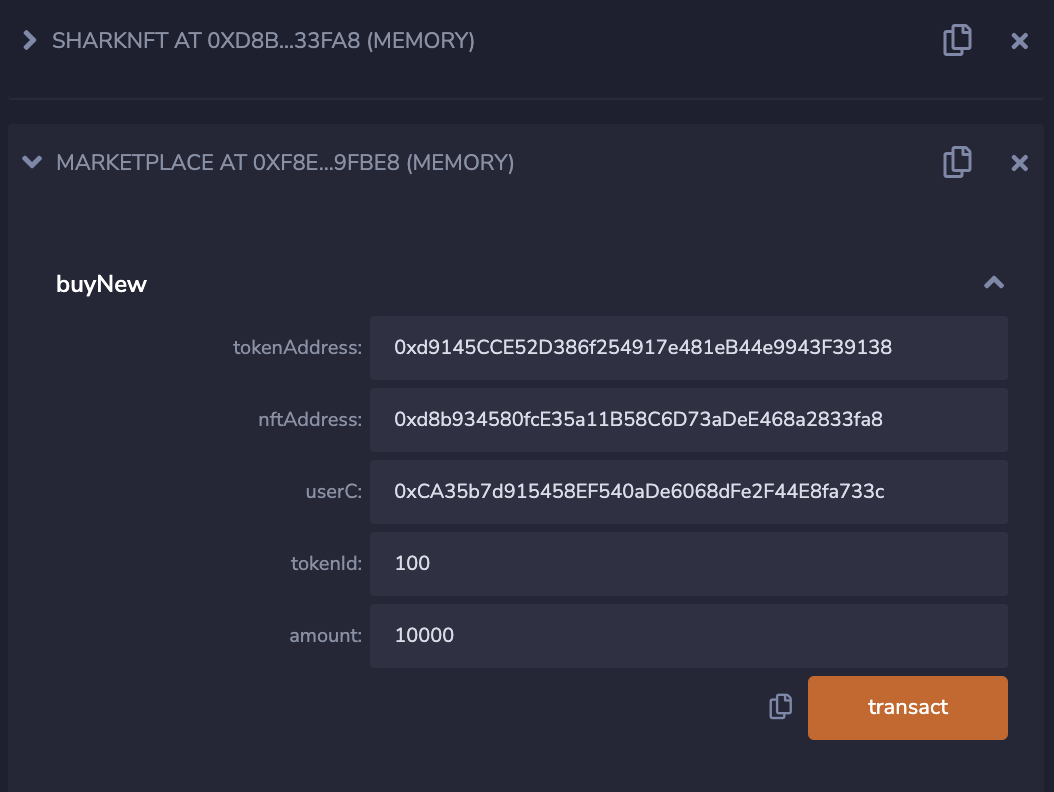 SHARKNFT AT 0XD8B...33FA8 (MEMORY)
MARKETPLACE AT 0XF8E...9FBE8 (MEMORY)
buyNew
tokenAddress: 0xd9145CCE52D386f254917e481eB44e9943F39138
nftAddress: 0xd8b934580fcE35a11B58C6D73aDeE468a2833fa8
userC: 0xCA35b7d915458EF540aDe6068dFe2F44E8fa733c
tokenId: 100
amount: 10000
transact